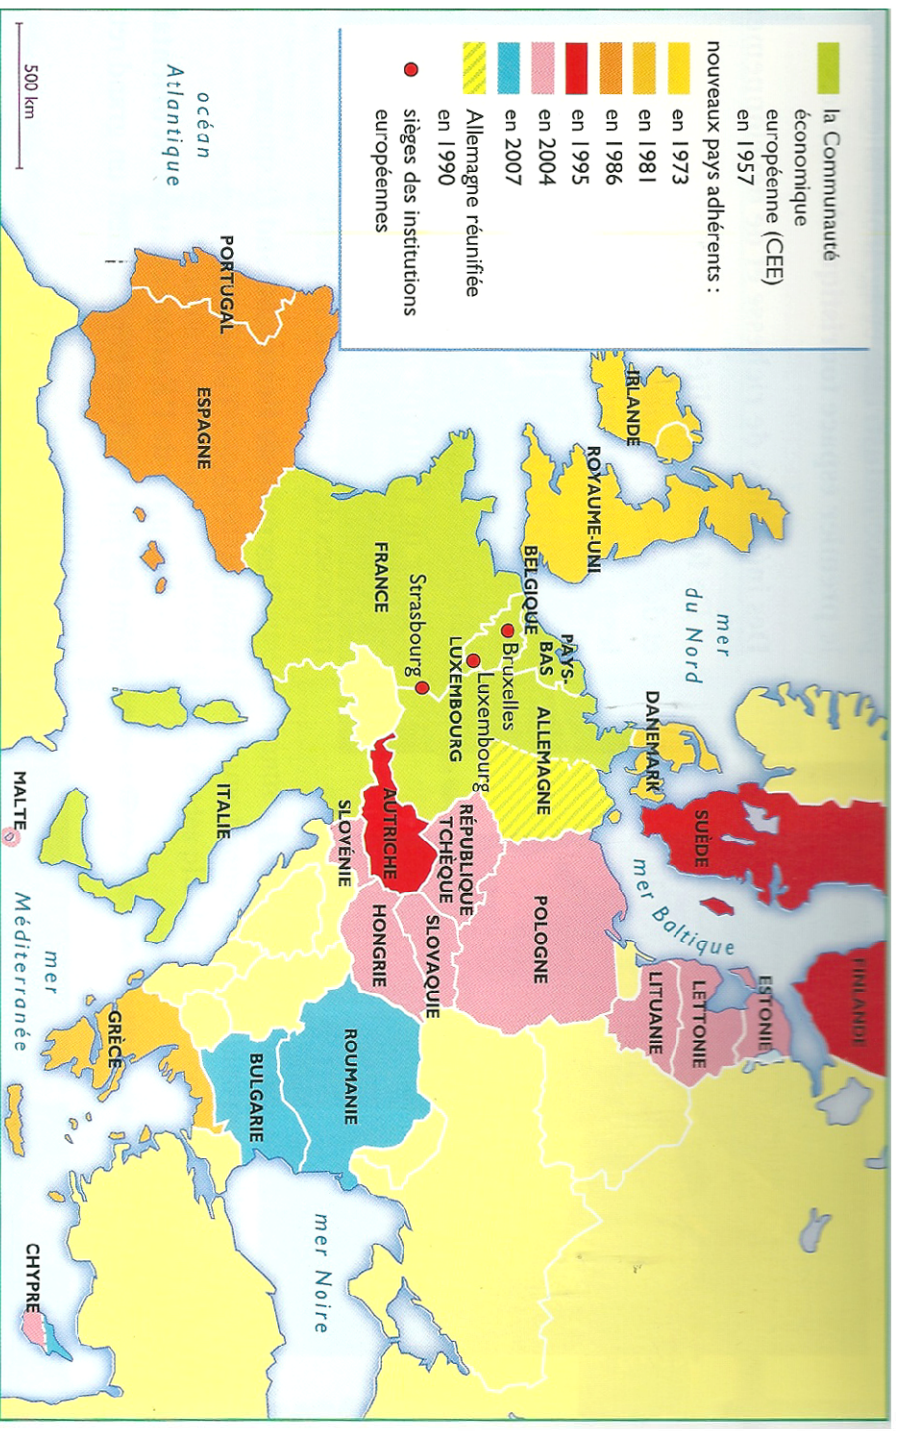 la Communauté
économique
européenne (CEE)
en 1957
nouveaux pays adhérents :
en 1973
en 1981
en 1986
en 1995
en 2004
en 2007
Allemagne réunifiée
en 1990
sièges des institutions
européennes
océan
Atlantique
500 km
IRLANDE
ROYAUME-UNI
mer
du Nord
DANEMARK
SUÈDE
FINLANDE
mer Baltique
ESTONIE
LETTONIE
LITUANIE
PAYS-
BAS
BELGIQUE
Bruxelles
Luxembourg
LUXEMBOURG
Strasbourg
ALLEMAGNE
POLOGNE
FRANCE
RÉPUBLIQUE
TCHÈQUE
SLOVAQUIE
AUTRICHE
HONGRIE
SLOVÉNIE
ROUMANIE
BULGARIE
PORTUGAL
ESPAGNE
ITALIE
GRÈCE
mer Noire
MALTE
mer
Méditerranée
CHYPRE